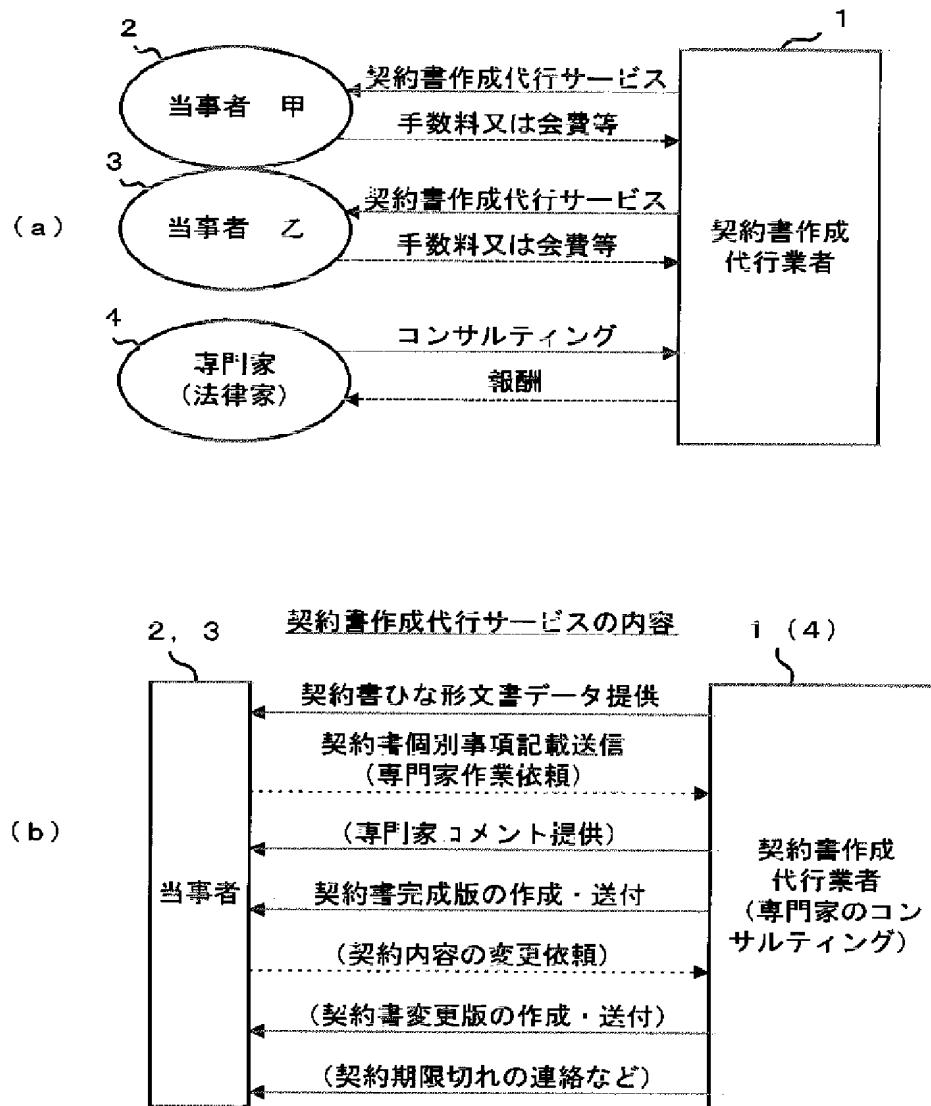 2
1
当事者 甲
契約書作成代行サービス
手数料又は会費等
3
当事者 乙
契約書作成代行サービス
手数料又は会費等
(a)
契約書作成
代行業者
4
専門家
(法律家)
コンサルティング
報酬
契約書作成代行サービスの内容
2, 3
1 (4)
契約書ひな形文書データ提供
契約書個別事項記載送信
(専門家作業依頼)
(b)
(専門家コメント提供)
当事者
契約書完成版の作成・送付
契約書作成
代行業者
(専門家のコン
サルティング)
(契約内容の変更依頼)
(契約書変更版の作成・送付)
(契約期限切れの連絡など)